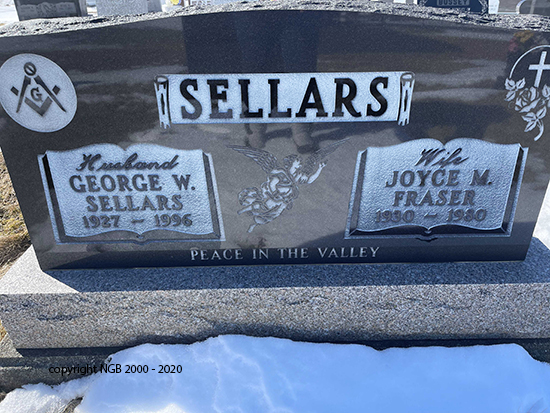 G
SELLARS
Husband
GEORGE W.
SELLARS
1927 ~ 1996
Wife
JOYCE M.
FRASER
1930 ~ 1980
PEACE IN THE VALLEY
copyright NGB 2000 - 2020